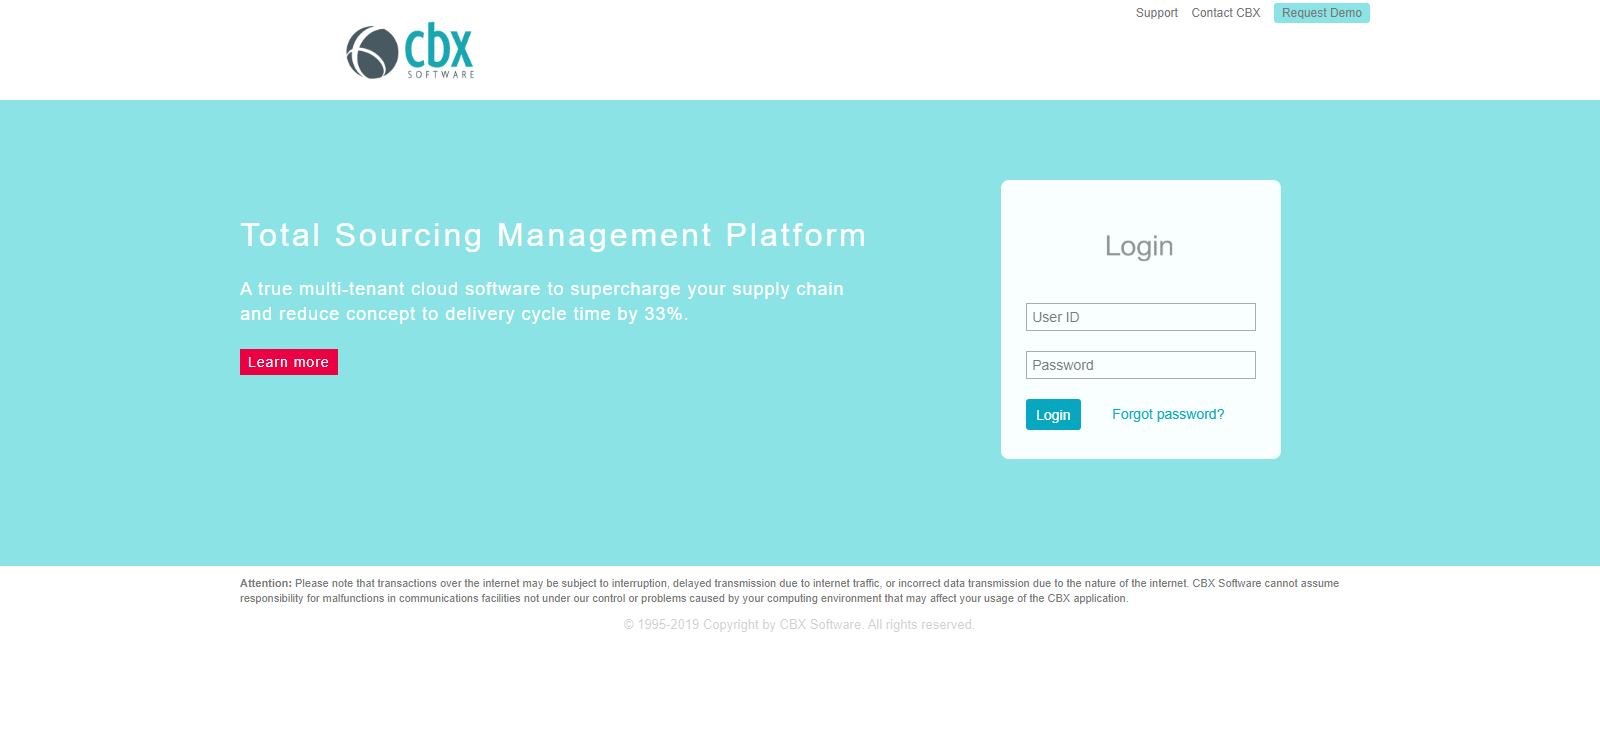 Support Contact CBX Request Demo
cbx
SOFTWARE
Total Sourcing Management Platform
A true multi-tenant cloud software to supercharge your supply chain
and reduce concept to delivery cycle time by 33%.
Learn more
Login
User ID
Password
Login Forgot password?
Attention: Please note that transactions over the internet may be subject to interruption, delayed transmission due to internet traffic, or incorrect data transmission due to the nature of the internet. CBX Software cannot assume
responsibility for malfunctions in communications facilities not under our control or problems caused by your computing environment that may affect your usage of the CBX application.
© 1995-2019 Copyright by CBX Software. All rights reserved.